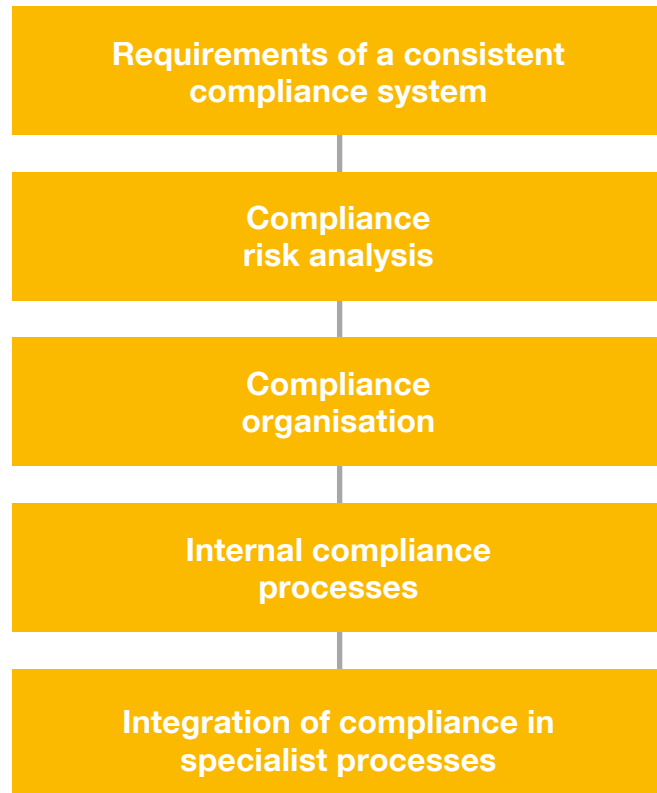 Requirements of a consistent
compliance system
Compliance
risk analysis
Compliance
organisation
Internal compliance
processes
Integration of compliance in
specialist processes